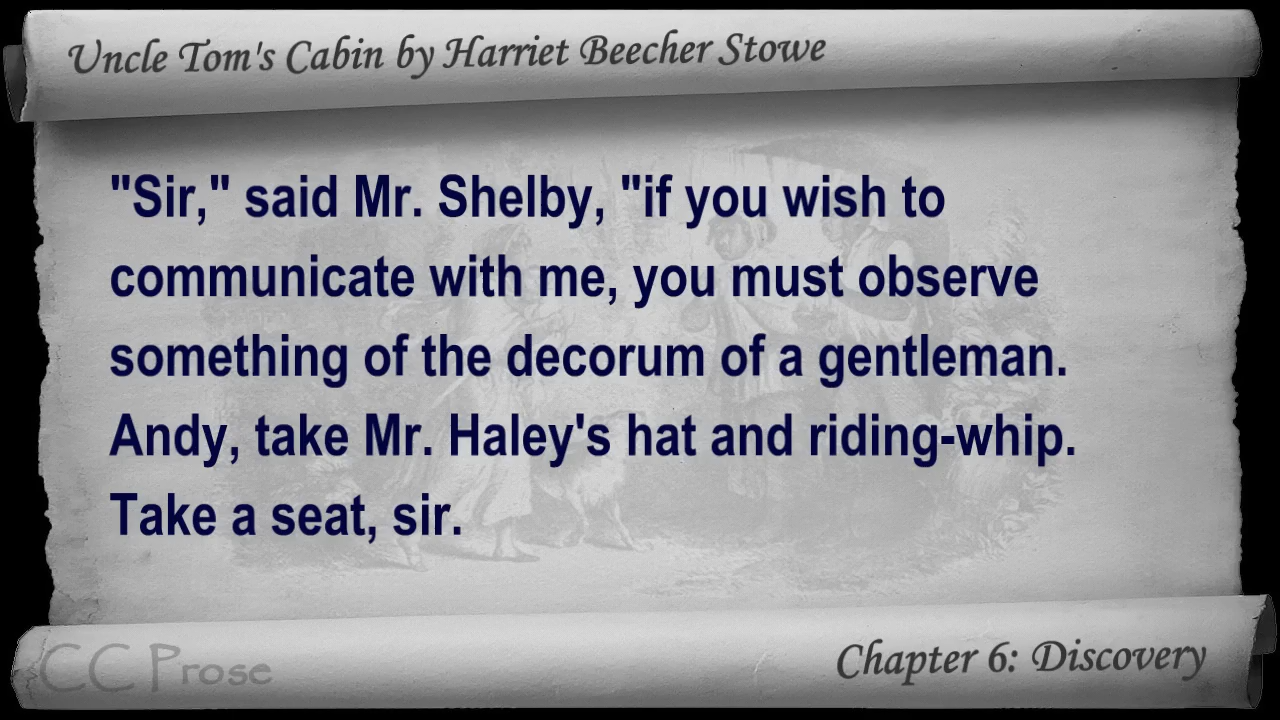 Uncle Tom's Cabin by Harriet Beecher Stowe
"Sir," said Mr. Shelby, "if you wish to
communicate with me, you must observe
something of the decorum of a gentleman.
Andy, take Mr. Haley's hat and riding-whip.
Take a seat, sir.
CC Prose
Chapter 6: Discovery